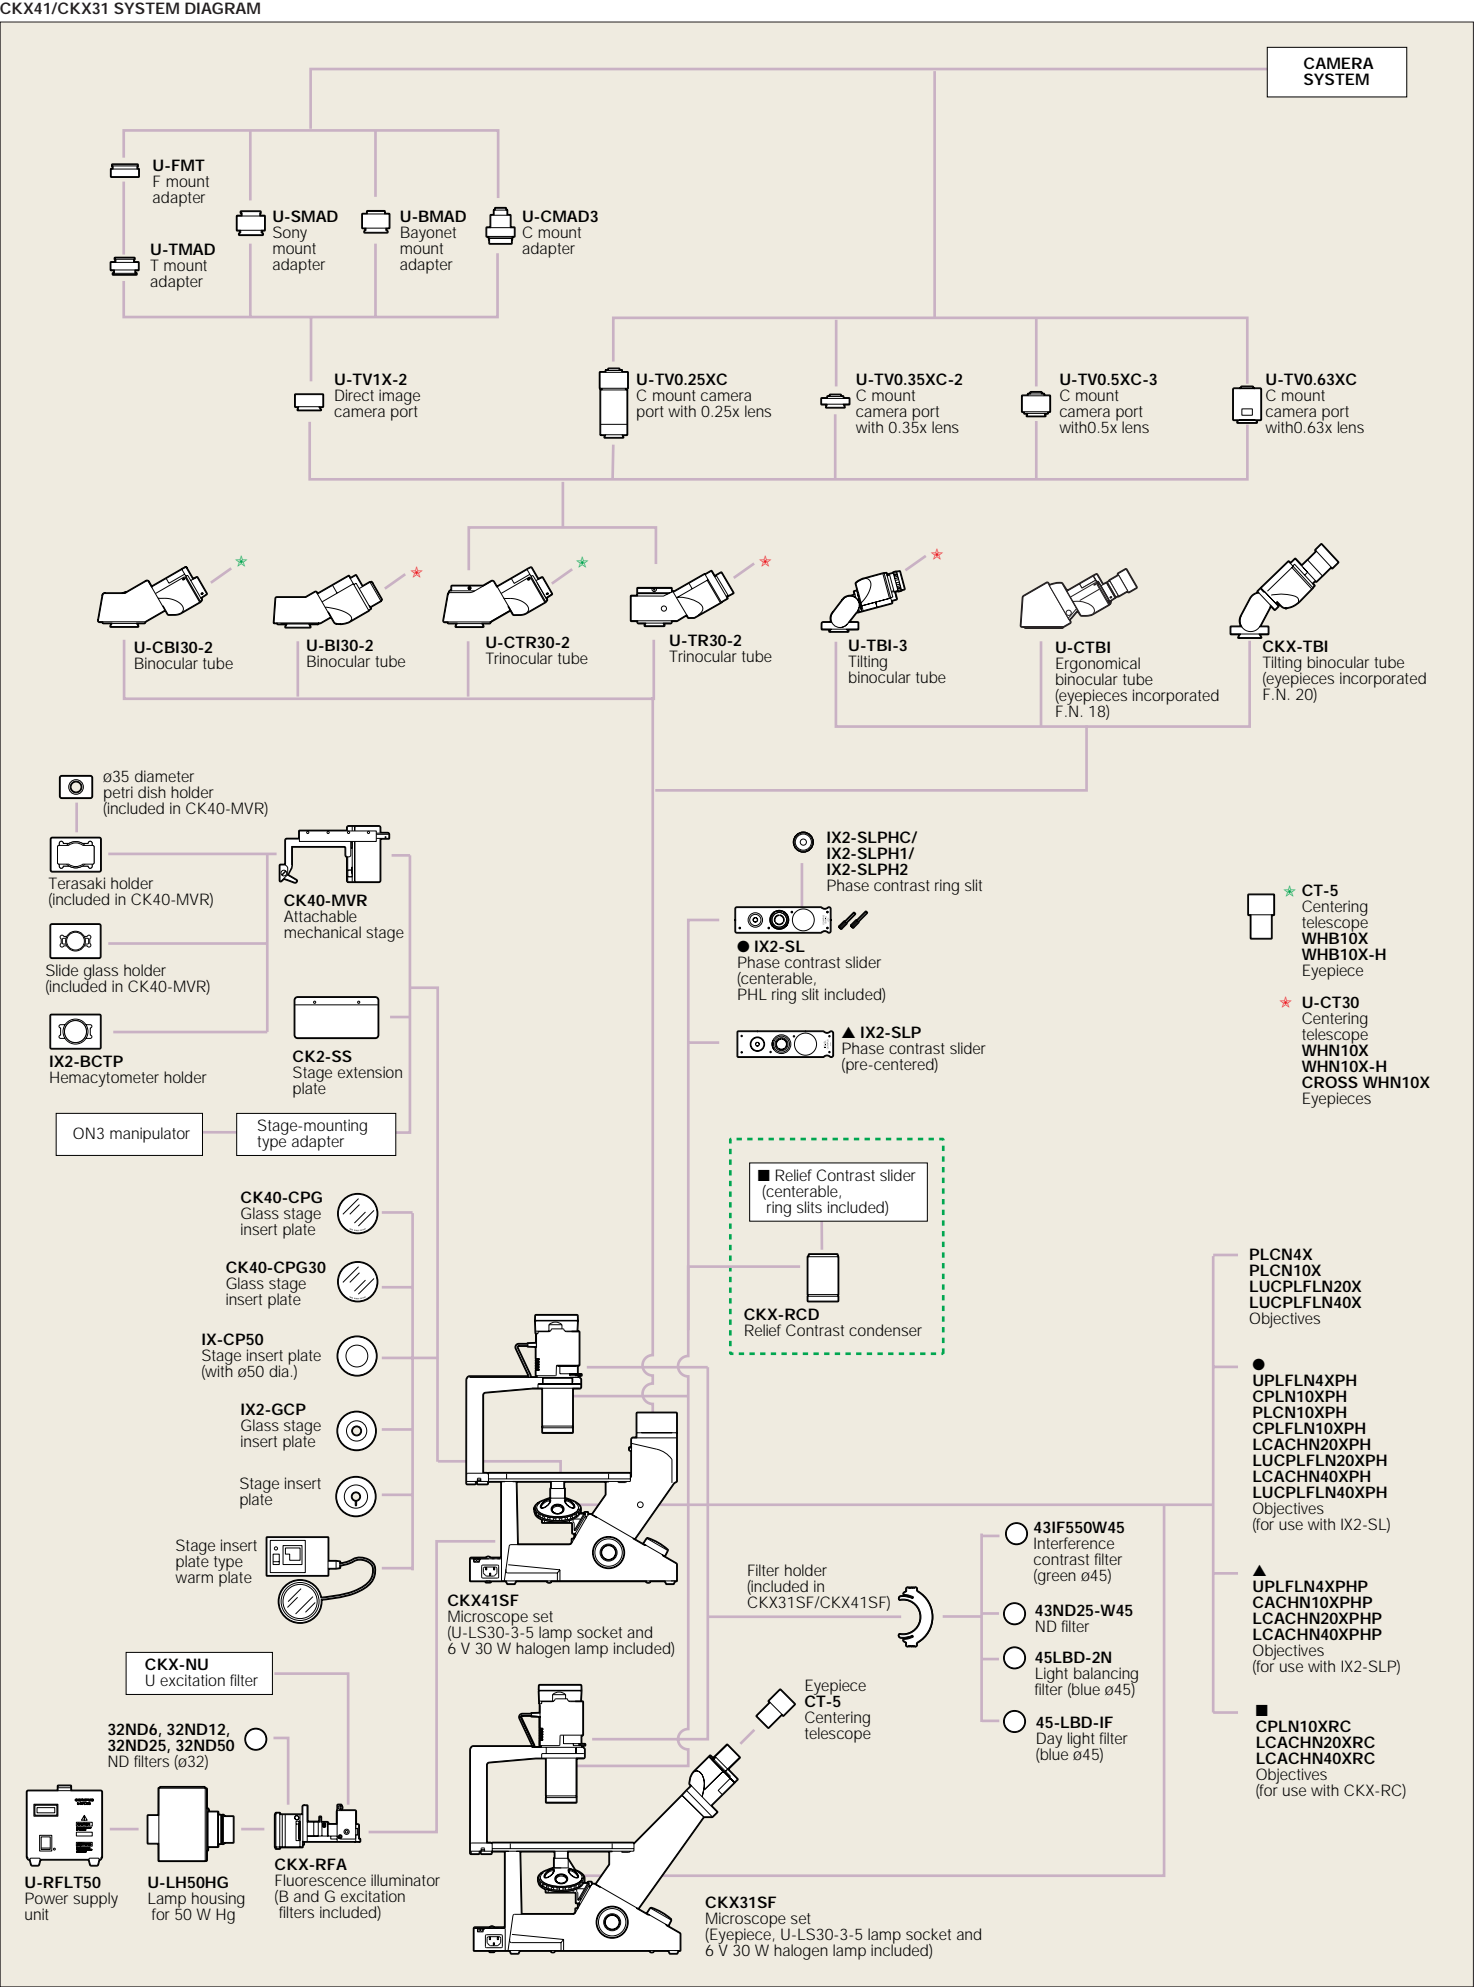 CKX41/CKX31 SYSTEM DIAGRAM
CAMERA
SYSTEM
U-FMT
F mount
adapter
U-TMAD
T mount
adapter
U-SMAD
Sony
mount
adapter
U-BMAD
Bayonet
mount
adapter
U-CMAD3
C mount
adapter
U-TV1X-2
Direct image
camera port
U-TV0.25XC
C mount camera
port with 0.25x lens
U-TV0.35XC-2
C mount
camera port
with 0.35x lens
U-TV0.5XC-3
C mount
camera port
with0.5x lens
U-TV0.63XC
C mount
camera port
with0.63x lens
U-CBI30-2
Binocular tube
U-BI30-2
Binocular tube
U-CTR30-2
Trinocular tube
U-TR30-2
Trinocular tube
U-TBI-3
Tilting
binocular tube
U-CTBI
Ergonomical
binocular tube
(eyepieces incorporated
F.N. 18)
CKX-TBI
Tilting binocular tube
(eyepieces incorporated
F.N. 20)
ø35 diameter
petri dish holder
(included in CK40-MVR)
Terasaki holder
(included in CK40-MVR)
Slide glass holder
(included in CK40-MVR)
IX2-BCTP
Hemacytometer holder
CK40-MVR
Attachable
mechanical stage
CK2-SS
Stage extension
plate
ON3 manipulator
Stage-mounting
type adapter
IX2-SLPHC/
IX2-SLPH1/
IX2-SLPH2
Phase contrast ring slit
● IX2-SL
Phase contrast slider
(centerable,
PHL ring slit included)
▲ IX2-SLP
Phase contrast slider
(pre-centered)
CT-5
Centering
telescope
WHB10X
WHB10X-H
Eyepiece
U-CT30
Centering
telescope
WHN10X
WHN10X-H
CROSS WHN10X
Eyepieces
■ Relief Contrast slider
(centerable,
ring slits included)
CKX-RCD
Relief Contrast condenser
CK40-CPG
Glass stage
insert plate
CK40-CPG30
Glass stage
insert plate
IX-CP50
Stage insert plate
(with ø50 dia.)
IX2-GCP
Glass stage
insert plate
Stage insert
plate
Stage insert
plate type
warm plate
PLCN4X
PLCN10X
LUCPLFLN20X
LUCPLFLN40X
Objectives
●
UPLFLN4XPH
CPLN10XPH
PLCN10XPH
CPLFLN10XPH
LCACHN20XPH
LUCPLFLN20XPH
LCACHN40XPH
LUCPLFLN40XPH
Objectives
(for use with IX2-SL)
▲
UPLFLN4XPHP
CACHN10XPHP
LCACHN20XPHP
LCACHN40XPHP
Objectives
(for use with IX2-SLP)
■
CPLN10XRC
LCACHN20XRC
LCACHN40XRC
Objectives
(for use with CKX-RC)
CKX41SF
Microscope set
(U-LS30-3-5 lamp socket and
6 V 30 W halogen lamp included)
Filter holder
(included in
CKX31SF/CKX41SF)
43IF550W45
Interference
contrast filter
(green ø45)
43ND25-W45
ND filter
45LBD-2N
Light balancing
filter (blue ø45)
45-LBD-IF
Day light filter
(blue ø45)
CKX-NU
U excitation filter
32ND6, 32ND12,
32ND25, 32ND50
ND filters (ø32)
U-RFLT50
Power supply
unit
U-LH50HG
Lamp housing
for 50 W Hg
CKX-RFA
Fluorescence illuminator
(B and G excitation
filters included)
Eyepiece
CT-5
Centering
telescope
CKX31SF
Microscope set
(Eyepiece, U-LS30-3-5 lamp socket and
6 V 30 W halogen lamp included)